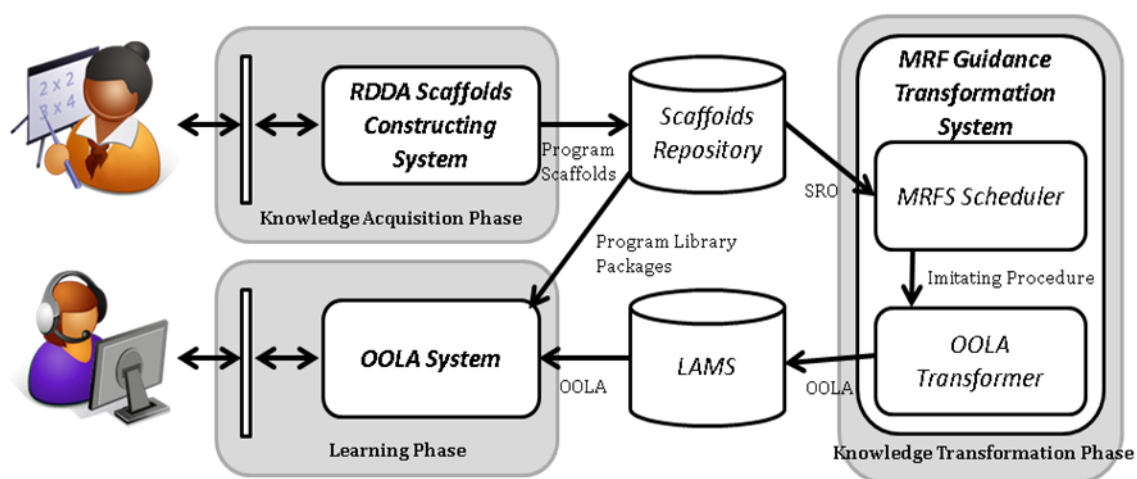 2 x 2
3 x 4
RDDA Scaffolds
Constructing
System
Knowledge Acquisition Phase
Program
Scaffolds
Scaffolds
Repository
SRO
MRF Guidance
Transformation
System
MRFS Scheduler
Imitating Procedure
OOLA
Transformer
Knowledge Transformation Phase
Program Library
Packages
OOLA System
Learning Phase
OOLA
LAMS
OOLA